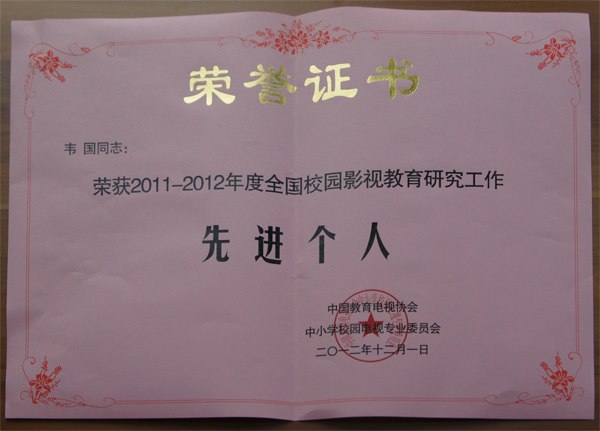 荣誉证书
韦 国同志：
荣获2011-2012年度全国校园影视教育研究工作
先进个人
中国教育电视协会
中小学校园电视专业委员会
二〇一二年十二月一日